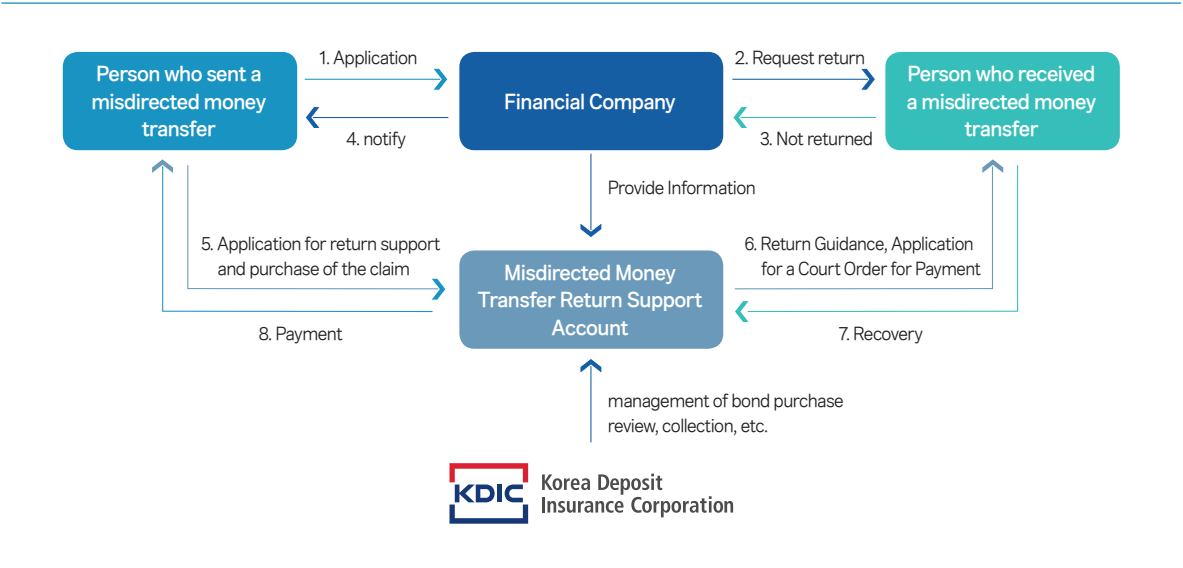 1. Application
2. Request return
Person who sent a
misdirected money
transfer
Financial Company
Person who received
a misdirected money
transfer
4. notify
3. Not returned
Provide Information
5. Application for return support
and purchase of the claim
6. Return Guidance, Application
for a Court Order for Payment
Misdirected Money
Transfer Return Support
Account
8. Payment
7. Recovery
management of bond purchase
review, collection, etc.
KDIC
Korea Deposit
Insurance Corporation